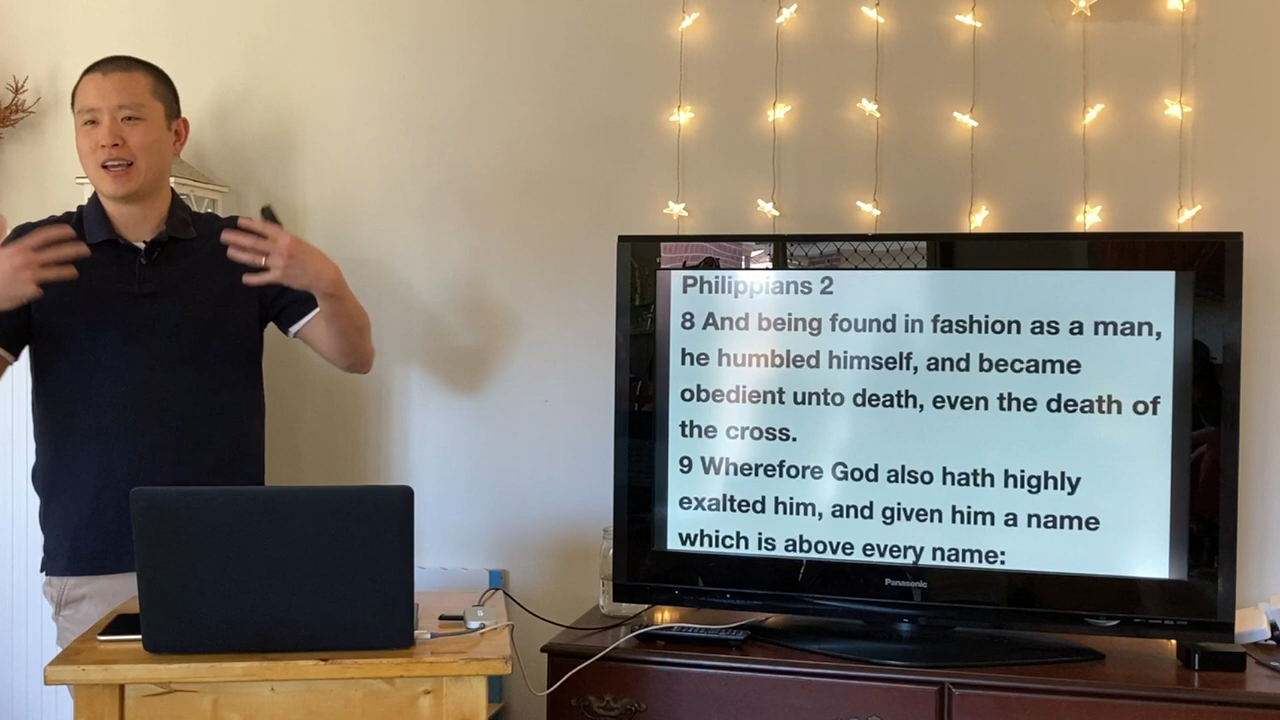 Philippians 2
8 And being found in fashion as a man,
he humbled himself, and became
obedient unto death, even the death of
the cross.
9 Wherefore God also hath highly
exalted him, and given him a name
which is above every name:
Panasonic